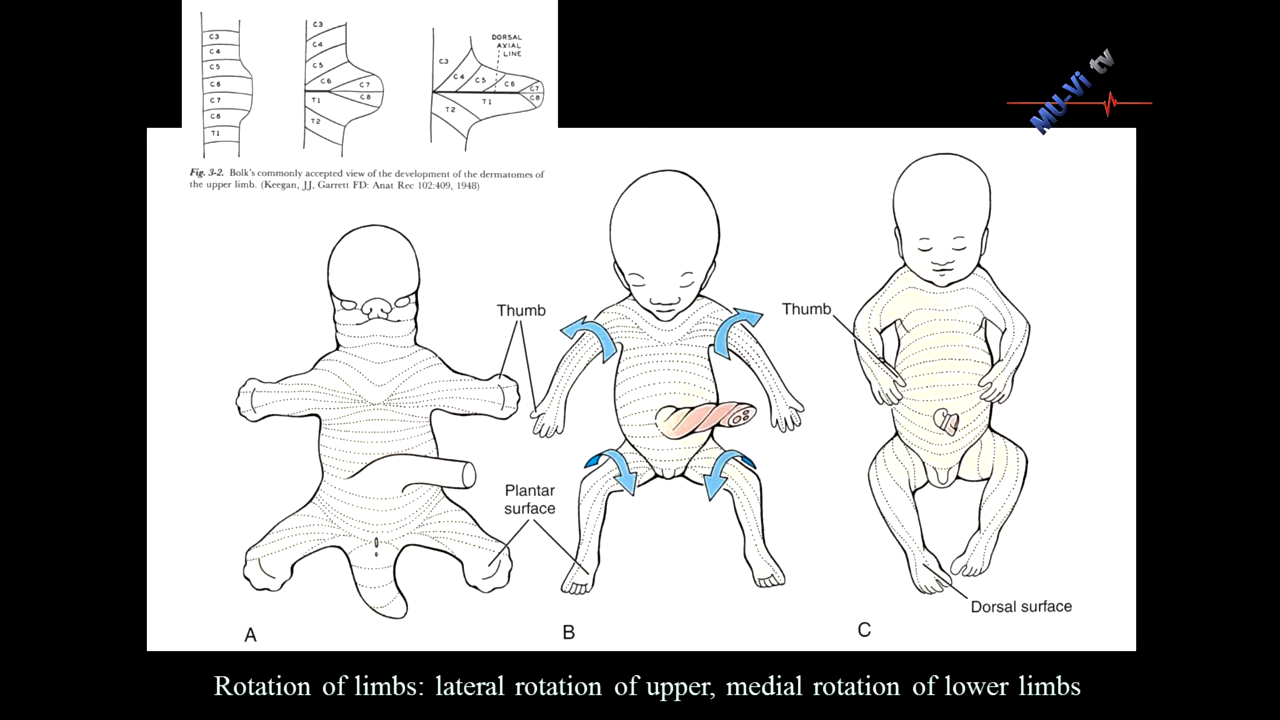 C3
C4
C5
C6
C7
C8
T1
C3
C4
C5
C6
C7
C8
T1
T2
DORSAL
AXIAL
LINE
C3
C4
C5
C6
C7
C8
T1
T2
Fig. 3-2. Bolk's commonly accepted view of the development of the dermatomes of
the upper limb. (Keegan, JJ, Garrett FD: Anat Rec 102:409, 1948)
MU-Vi tv
Thumb
Thumb
Plantar
surface
Dorsal surface
A
B
C
Rotation of limbs: lateral rotation of upper, medial rotation of lower limbs